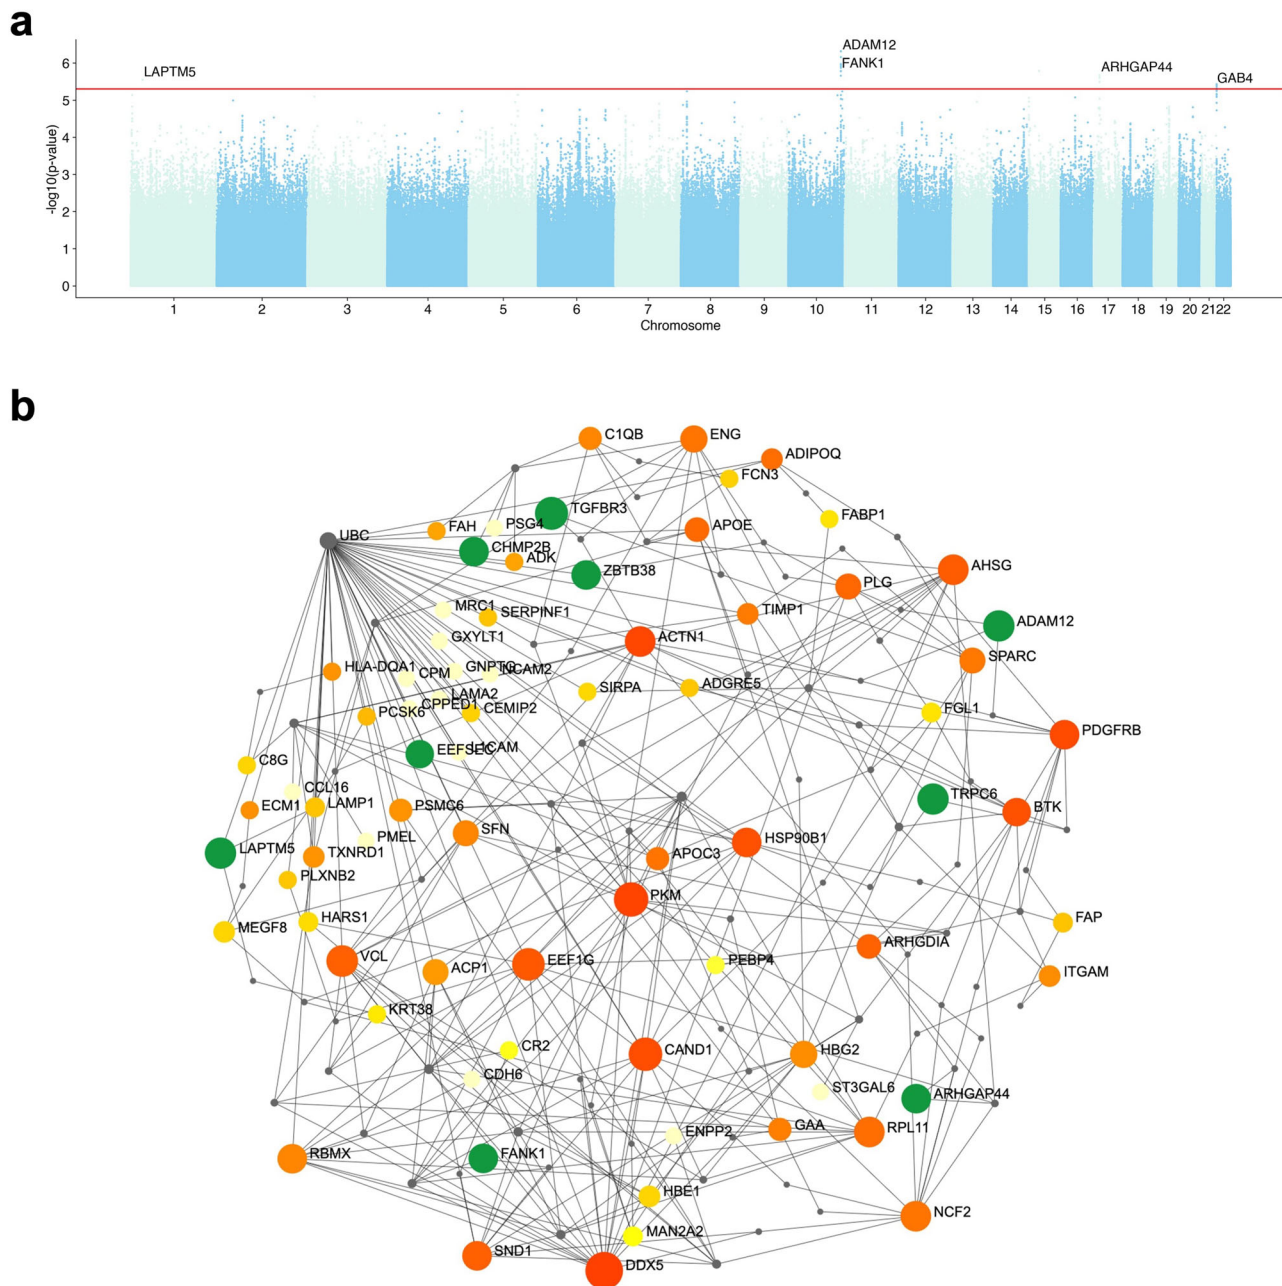 a
ADAM12
LAPTM5
FANK1
ARHGAP44
GAB4
-log10(p-value)
6
5
4
3
2
1
0
1 2 3 4 5 6 7 8 9 10 11 12 13 14 15 16 17 18 19 20 21 22
Chromosome
b
C1QB
ENG
ADIPOQ
FCN3
TGFBR3
FABP1
PSG4
FAH
APOE
UBC
CHMP2B
ADK
ZBTB38
AHSG
PLG
MRC1
SERPINF1
TIMP1
ADAM12
GXYLT1
ACTN1
SPARC
HLA-DQA1
CPM
GNPTG
NCAM2
SIRPA
ADGRE5
LAMA2
CPPED1
PCSK6
CEMIP2
FGL1
PDGFRB
EEFSEC
L1CAM
C8G
CCL16
TRPC6
ECM1
LAMP1
PSMC6
BTK
SFN
PMEL
HSP90B1
LAPTM5
TXNRD1
APOC3
PLXNB2
PKM
MEGF8
HARS1
FAP
ARHGDIA
VCL
ACP1
EEF1G
PEBP4
ITGAM
KRT38
CR2
CAND1
HBG2
CDH6
ST3GAL6
ARHGAP44
ENPP2
GAA
RPL11
RBMX
FANK1
HBE1
NCF2
MAN2A2
SND1
DDX5